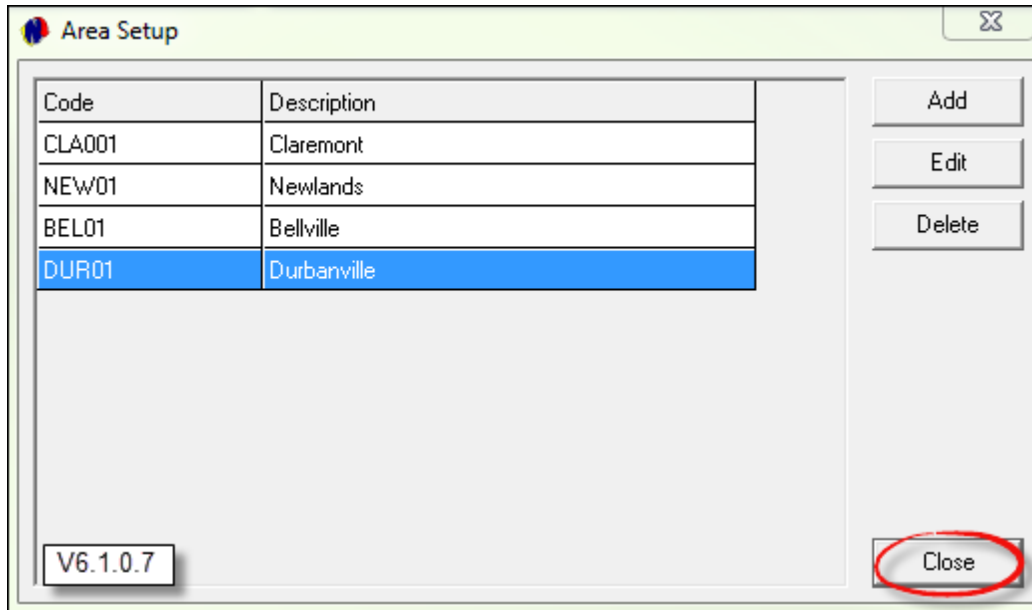 Area Setup
Code Description
CLA001 Claremont
NEW01 Newlands
BEL01 Bellville
DUR01 Durbanville
Add
Edit
Delete
V6.1.0.7
Close